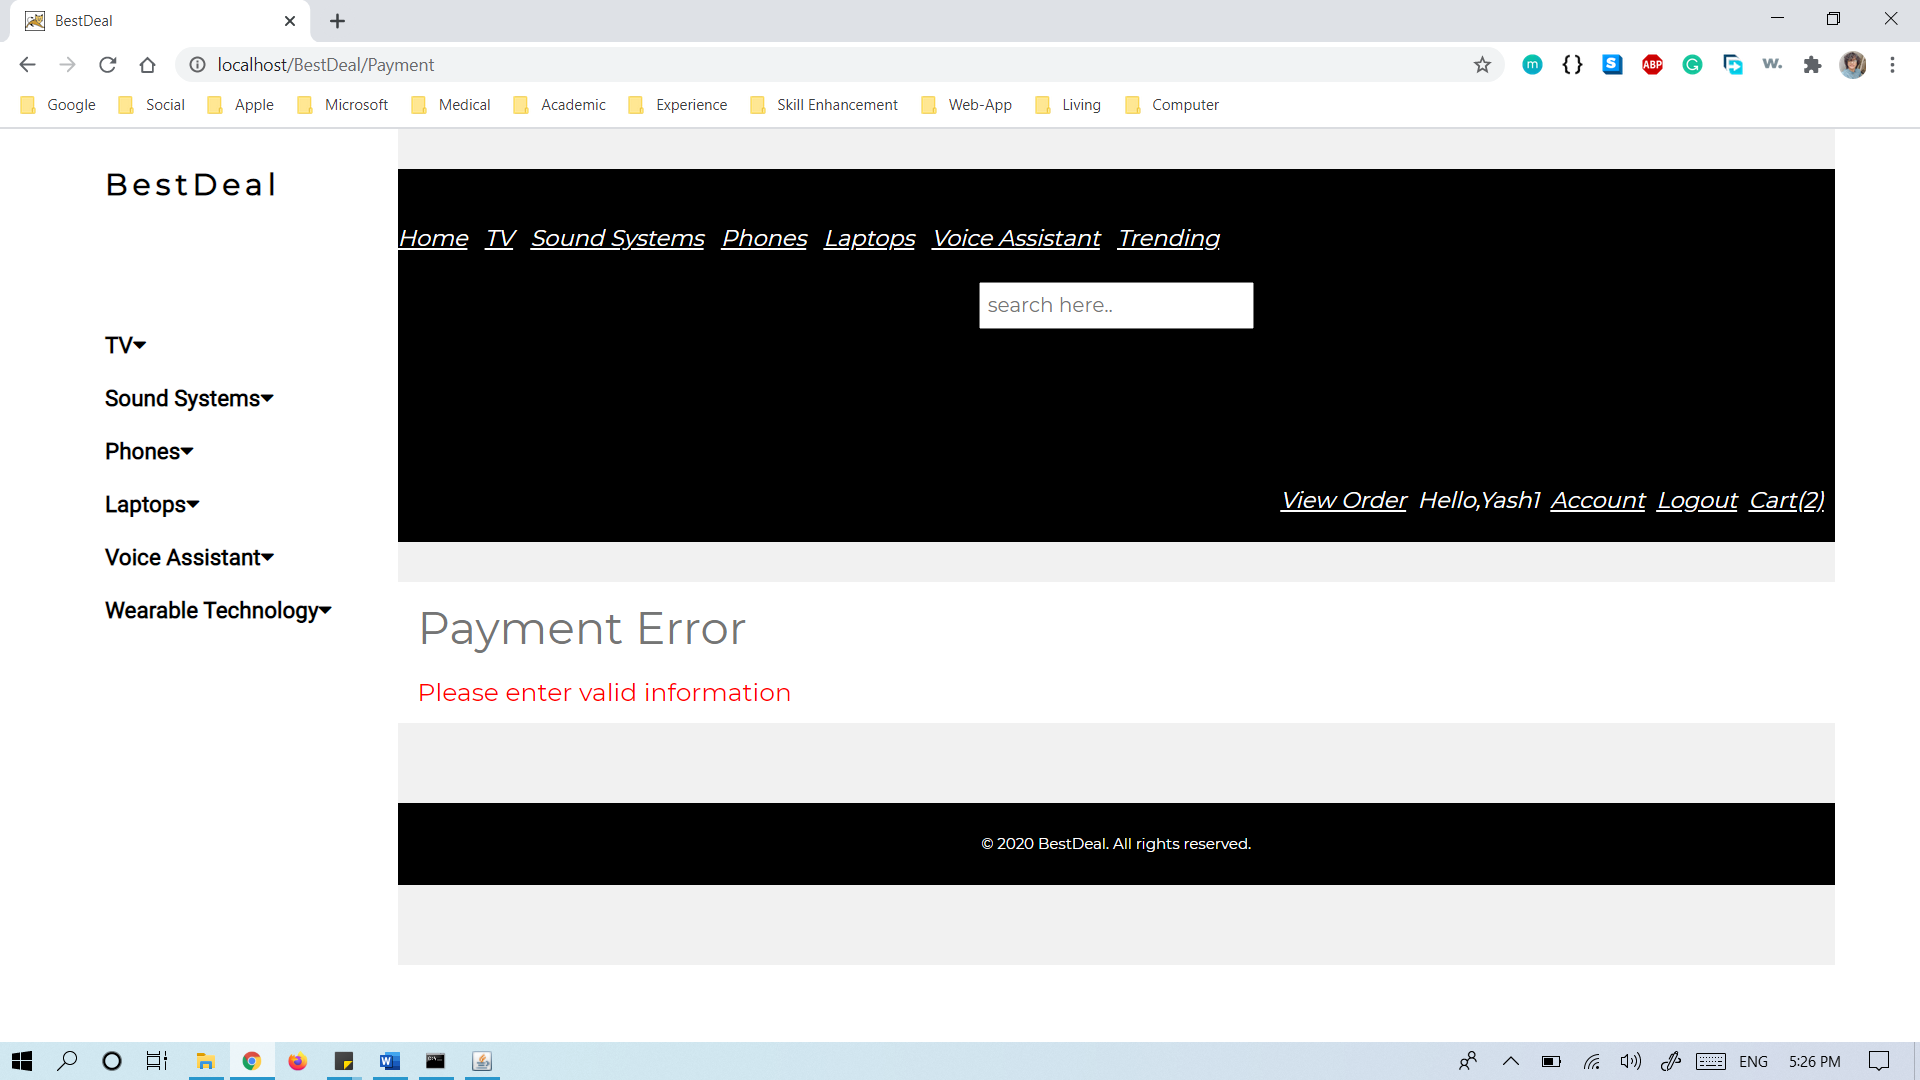 BestDeal
localhost/BestDeal/Payment
m {} S ABP G w.
Google Social Apple Microsoft Medical Academic Experience Skill Enhancement Web-App Living Computer
BestDeal
Home TV Sound Systems Phones Laptops Voice Assistant Trending
search here..
TV
Sound Systems
Phones
Laptops
Voice Assistant
Wearable Technology
View Order Hello,Yash1 Account Logout Cart(2)
Payment Error
Please enter valid information
© 2020 BestDeal. All rights reserved.
ENG 5:26 PM